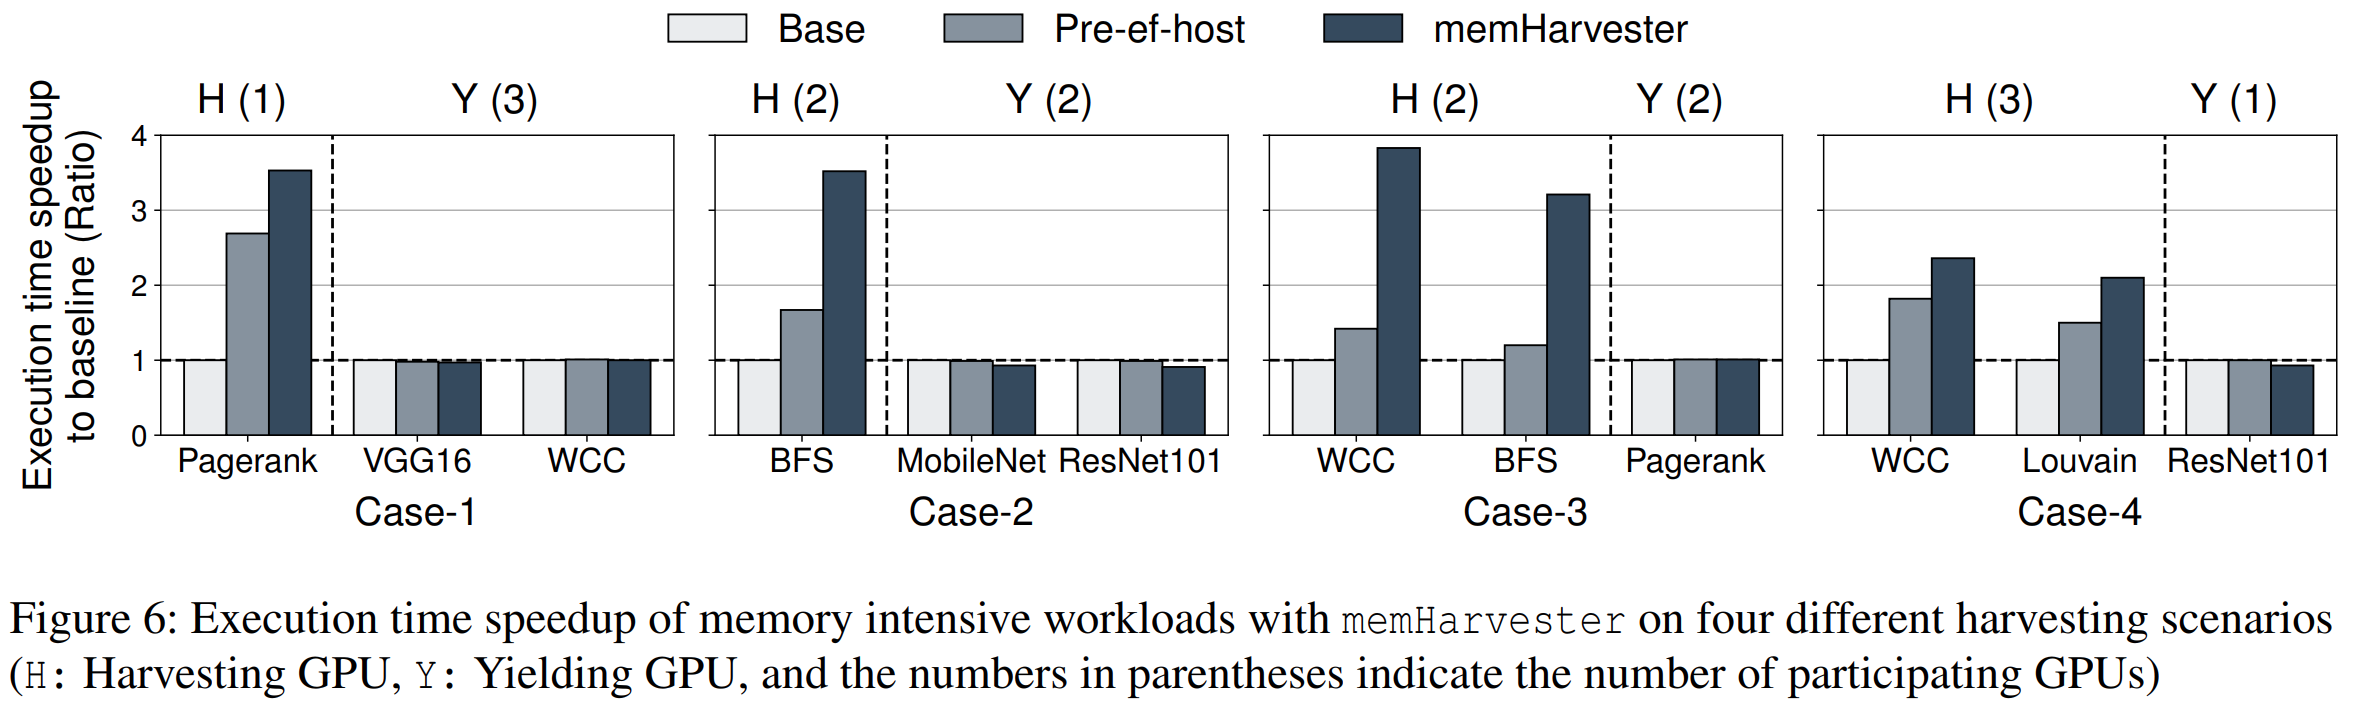 Base Pre-ef-host memHarvester
Execution time speedup
to baseline (Ratio)
H (1) Y (3) H (2) Y (2) H (2) Y (2) H (3) Y (1)
4
3
2
1
0
Pagerank VGG16 WCC BFS MobileNet ResNet101 WCC BFS Pagerank WCC Louvain ResNet101
Case-1 Case-2 Case-3 Case-4
Figure 6: Execution time speedup of memory intensive workloads with memHarvester on four different harvesting scenarios
(H: Harvesting GPU, Y: Yielding GPU, and the numbers in parentheses indicate the number of participating GPUs)